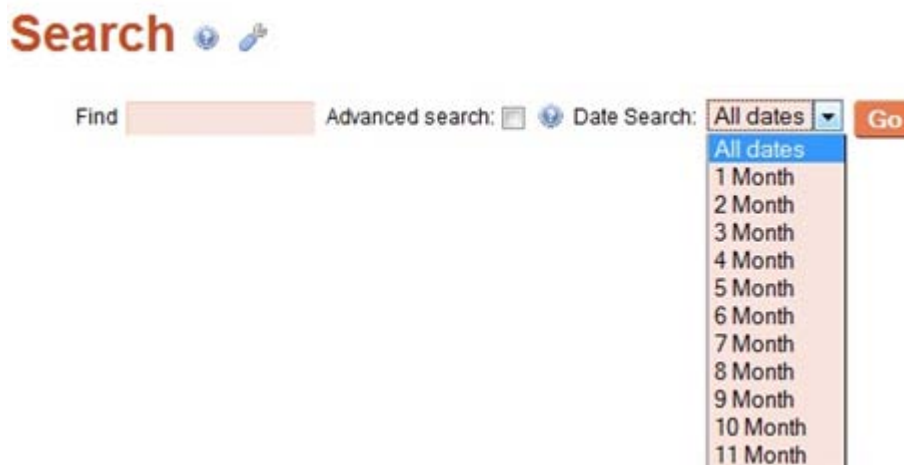 Search
Find Advanced search: Date Search: All dates Go
All dates
1 Month
2 Month
3 Month
4 Month
5 Month
6 Month
7 Month
8 Month
9 Month
10 Month
11 Month